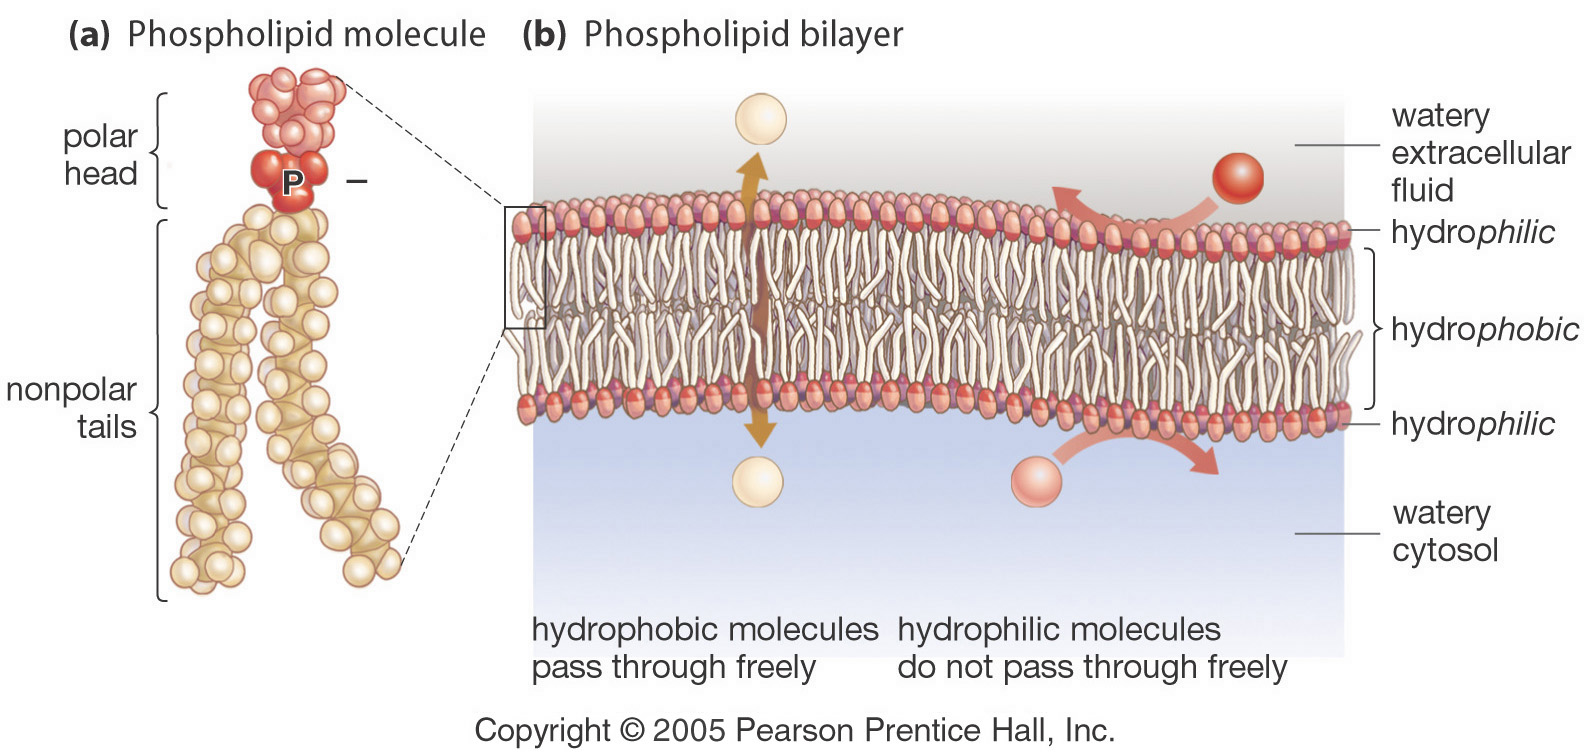 (a) Phospholipid molecule
(b) Phospholipid bilayer
polar
head
P
–
nonpolar
tails
watery
extracellular
fluid
hydrophilic
hydrophobic
hydrophilic
watery
cytosol
hydrophobic molecules
pass through freely
hydrophilic molecules
do not pass through freely
Copyright © 2005 Pearson Prentice Hall, Inc.